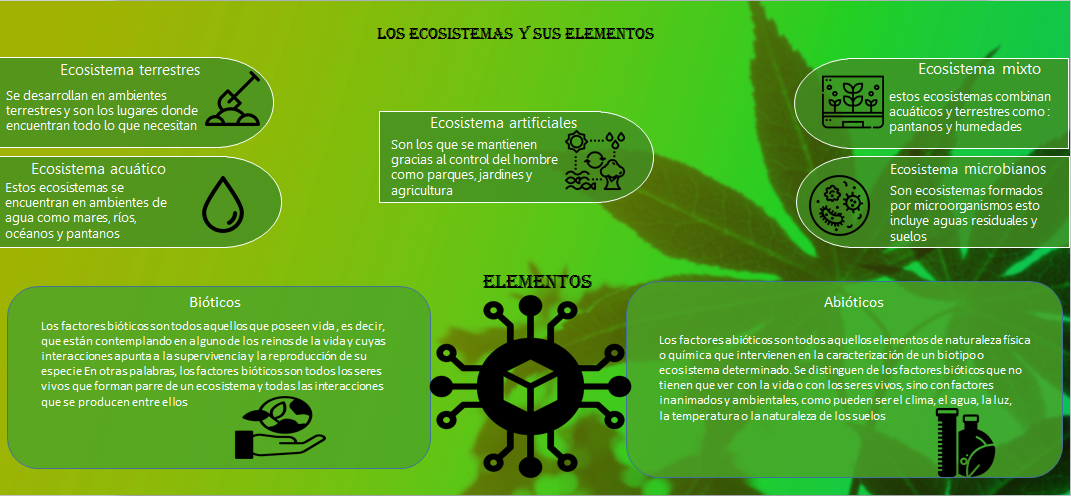 LOS ECOSISTEMAS Y SUS ELEMENTOS
Ecosistema terrestres
Se desarrollan en ambientes
terrestres y son los lugares donde
encuentran todo lo que necesitan
Ecosistema acuático
Estos ecosistemas se
encuentran en ambientes de
agua como mares, ríos,
océanos y pantanos
Ecosistema artificiales
Son los que se mantienen
gracias al control del hombre
como parques, jardines y
agricultura
Ecosistema mixto
estos ecosistemas combinan
acuáticos y terrestres como :
pantanos y humedades
Ecosistema microbianos
Son ecosistemas formados
por microorganismos esto
incluye aguas residuales y
suelos
ELEMENTOS
Bióticos
Los factores bióticos son todos aquellos que poseen vida, es decir,
que están contemplando en alguno de los reinos de la vida y cuyas
interacciones apunta a la supervivencia y la reproducción de su
especie En otras palabras, los factores bióticos son todos los seres
vivos que forman parre de un ecosistema y todas las interacciones
que se producen entre ellos
Abióticos
Los factores abióticos son todos aquellos elementos de naturaleza física
o química que intervienen en la caracterización de un biotipo o
ecosistema determinado. Se distinguen de los factores bióticos que no
tienen que ver con la vida o con los seres vivos, sino con factores
inanimados y ambientales, como pueden ser el clima, el agua, la luz,
la temperatura o la naturaleza de los suelos